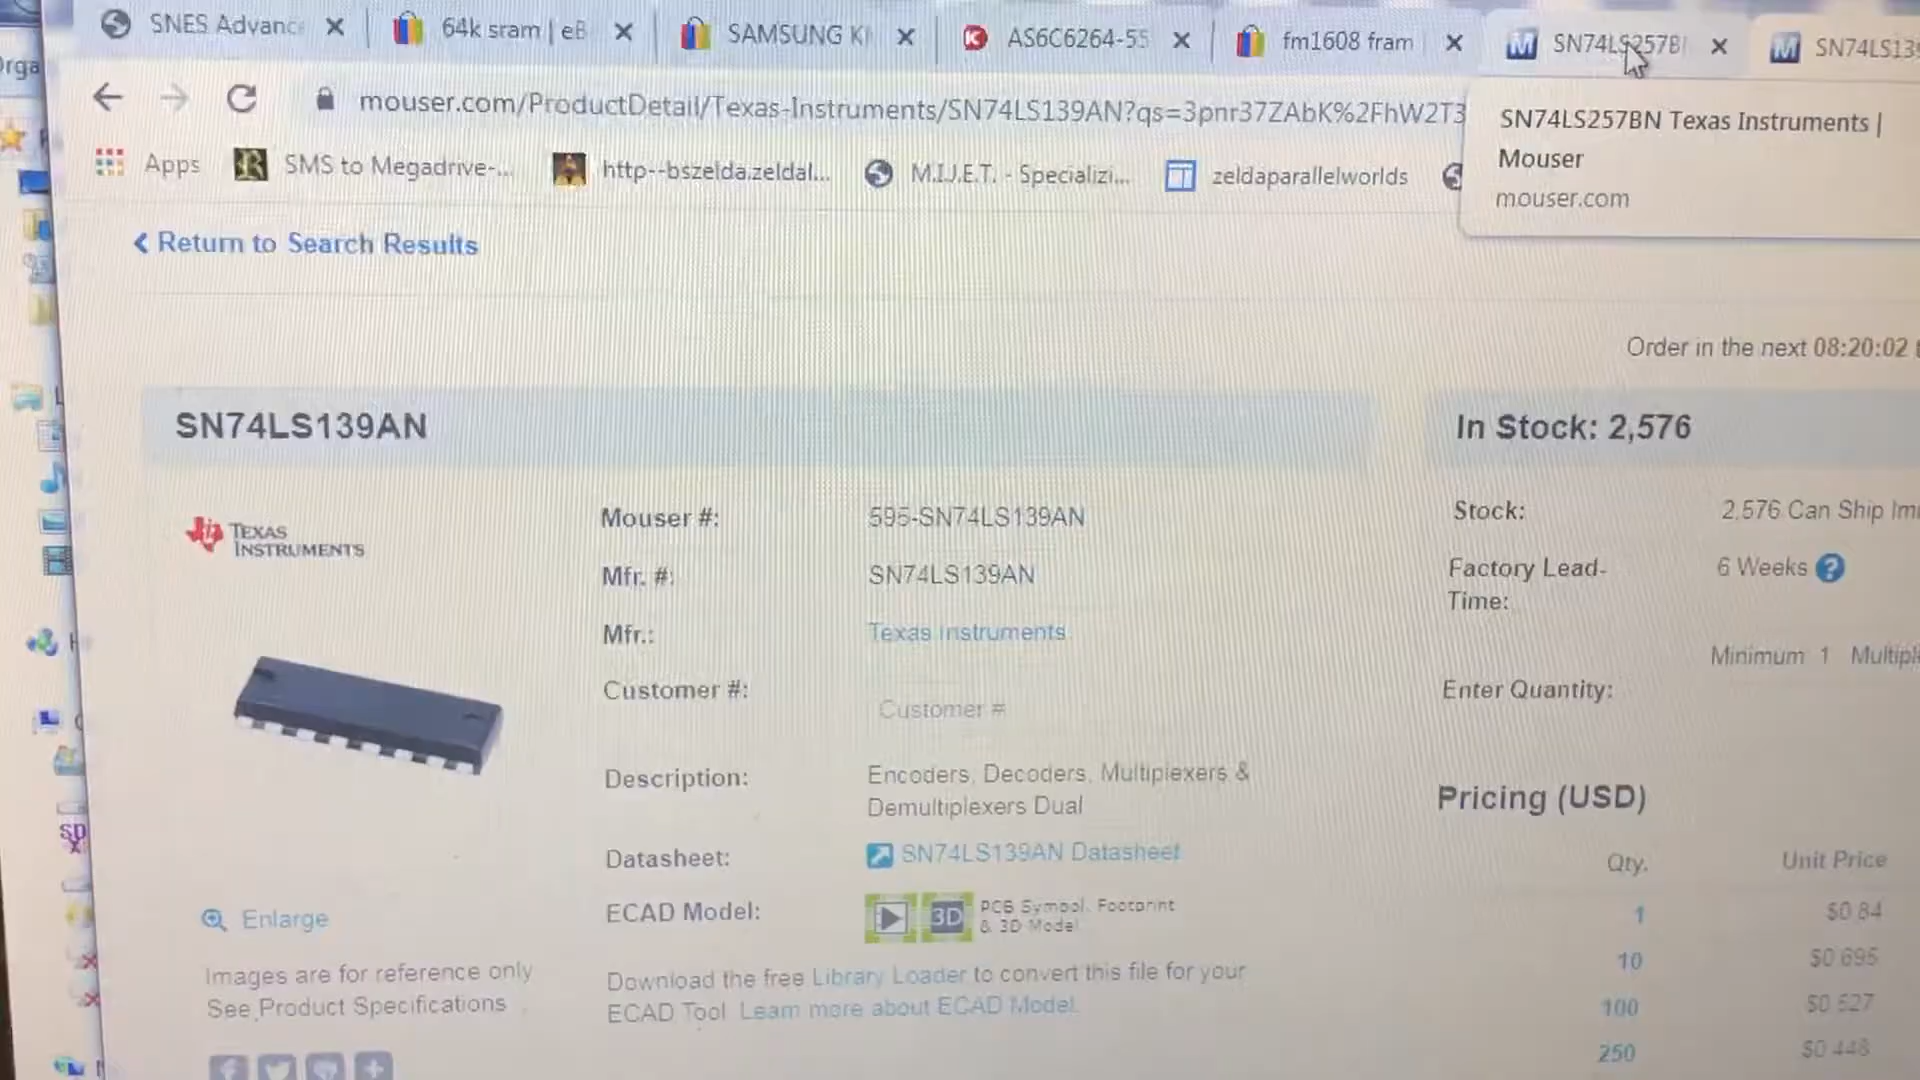 SNES Advanc
64k sram | eB
SAMSUNG
AS6C6264-55
fm1608 fram
SN74LS257B
SN74LS13
mouser.com/ProductDetail/Texas-Instruments/SN74LS139AN?qs=3pnr37ZAbK%2FhW2T3
SN74LS257BN Texas Instruments |
Mouser
mouser.com
Apps
SMS to Megadrive-...
http--bszelda.zeldal...
M.I.J.E.T. - Specializi...
zeldaparallelworlds
Return to Search Results
Order in the next 08:20:02
SN74LS139AN
In Stock: 2,576
TEXAS
INSTRUMENTS
Mouser #:
595-SN74LS139AN
Mfr. #:
SN74LS139AN
Mfr.:
Texas Instruments
Customer #:
Customer #
Description:
Encoders, Decoders, Multiplexers &
Demultiplexers Dual
Datasheet:
SN74LS139AN Datasheet
ECAD Model:
3D
PCB Symbol, Footprint
& 3D Model
Download the free Library Loader to convert this file for your
ECAD Tool. Learn more about ECAD Model.
Enlarge
Images are for reference only
See Product Specifications
Stock:
2,576 Can Ship Im
Factory Lead-
Time:
6 Weeks ?
Minimum: 1 Multipl
Enter Quantity:
Pricing (USD)
Qty.
Unit Price
1
$0.84
10
$0.695
100
$0.527
250
$0.448